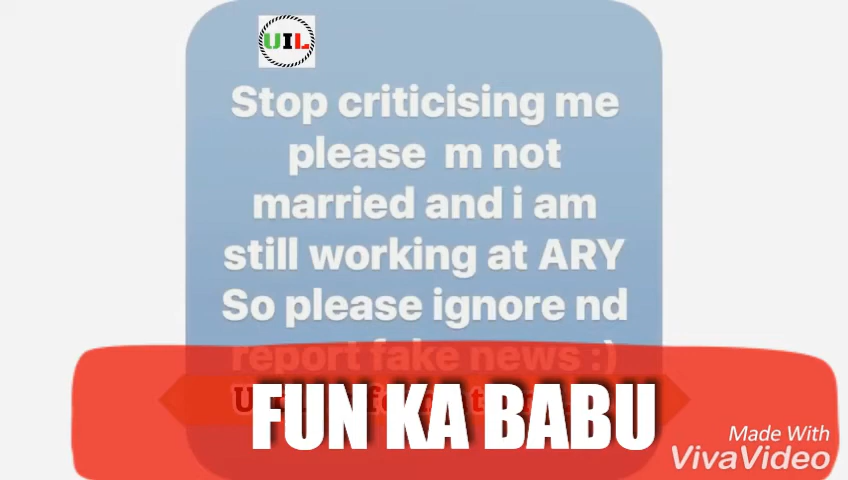 UIL
Stop criticising me
please m not
married and i am
still working at ARY
So please ignore nd
report fake news :)
FUN KA BABU
Made With
VivaVideo